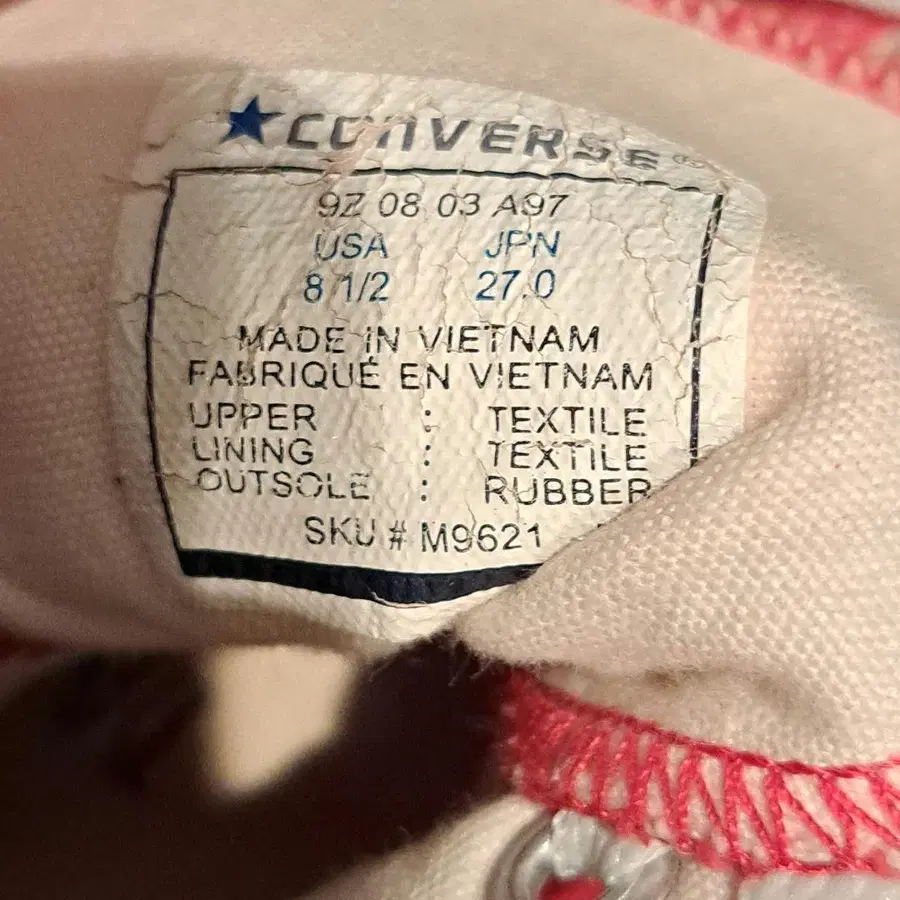 CONVERSE®
9Z 08 03 A97
USA JPN
8 1/2 27.0
MADE IN VIETNAM
FABRIQUÉ EN VIETNAM
UPPER : TEXTILE
LINING : TEXTILE
OUTSOLE : RUBBER
SKU # M9621